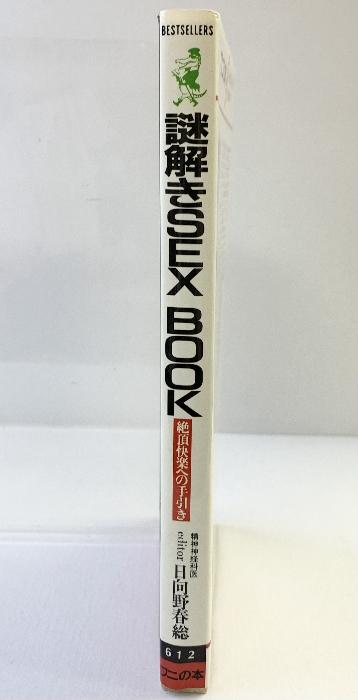 BESTSELLERS
謎解きSEX BOOK
絶頂快楽への手引き
精神神経科医
editor 日向野春総
612
ワニの本